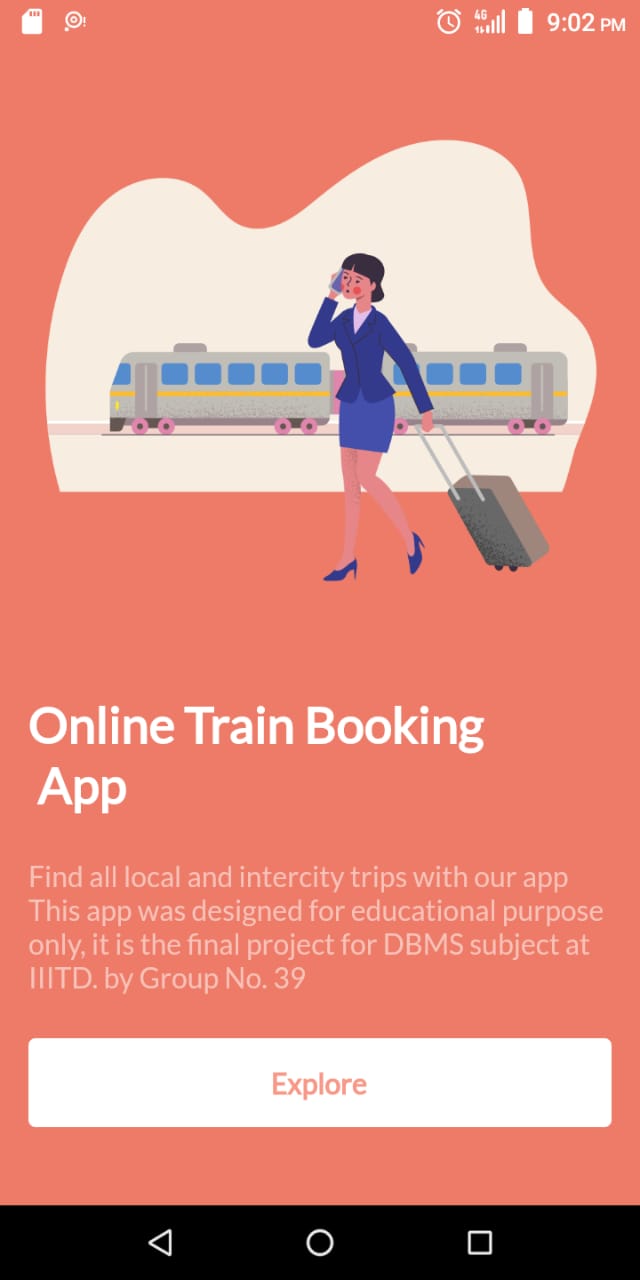 4G 9:02 PM
Online Train Booking
App
Find all local and intercity trips with our app
This app was designed for educational purpose
only, it is the final project for DBMS subject at
IIITD. by Group No. 39
Explore